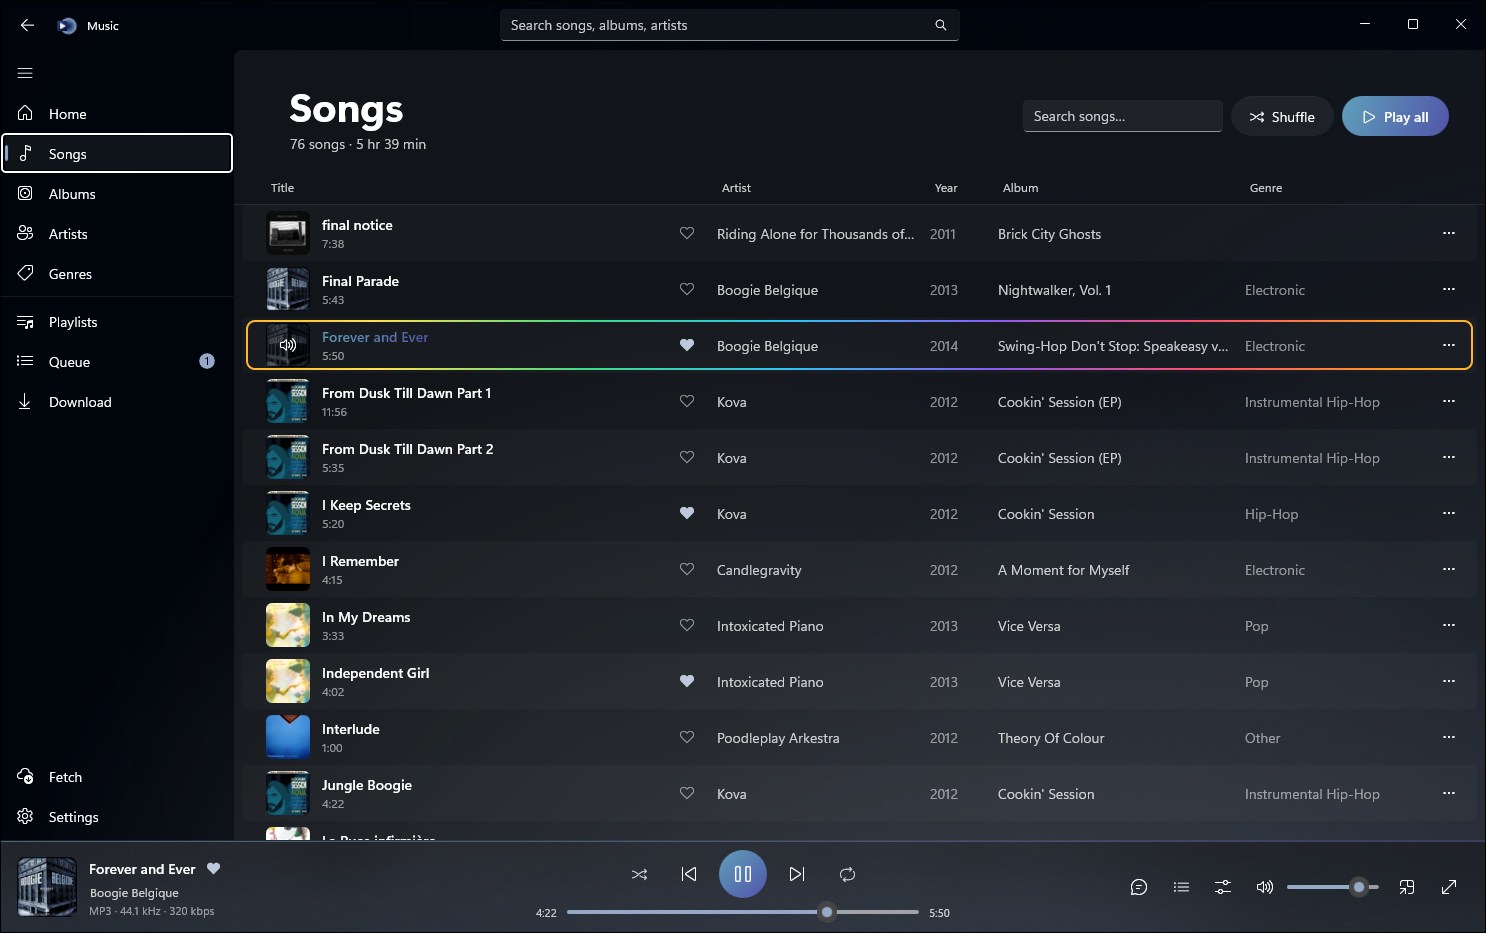 Music
Search songs, albums, artists
Home
Songs
Albums
Artists
Genres
Playlists
Queue
1
Download
Fetch
Settings
Songs
76 songs · 5 hr 39 min
Search songs...
Shuffle
Play all
Title Artist Year Album Genre
final notice
7:38
Riding Alone for Thousands of... 2011 Brick City Ghosts
Final Parade
5:43
Boogie Belgique 2013 Nightwalker, Vol. 1 Electronic
Forever and Ever
5:50
Boogie Belgique 2014 Swing-Hop Don't Stop: Speakeasy v... Electronic
From Dusk Till Dawn Part 1
11:56
Kova 2012 Cookin' Session (EP) Instrumental Hip-Hop
From Dusk Till Dawn Part 2
5:35
Kova 2012 Cookin' Session (EP) Instrumental Hip-Hop
I Keep Secrets
5:20
Kova 2012 Cookin' Session Hip-Hop
I Remember
4:15
Candlegravity 2012 A Moment for Myself Electronic
In My Dreams
3:33
Intoxicated Piano 2013 Vice Versa Pop
Independent Girl
4:02
Intoxicated Piano 2013 Vice Versa Pop
Interlude
1:00
Poodleplay Arkestra 2012 Theory Of Colour Other
Jungle Boogie
4:22
Kova 2012 Cookin' Session Instrumental Hip-Hop
Forever and Ever
Boogie Belgique
MP3 · 44.1 kHz · 320 kbps
4:22
5:50